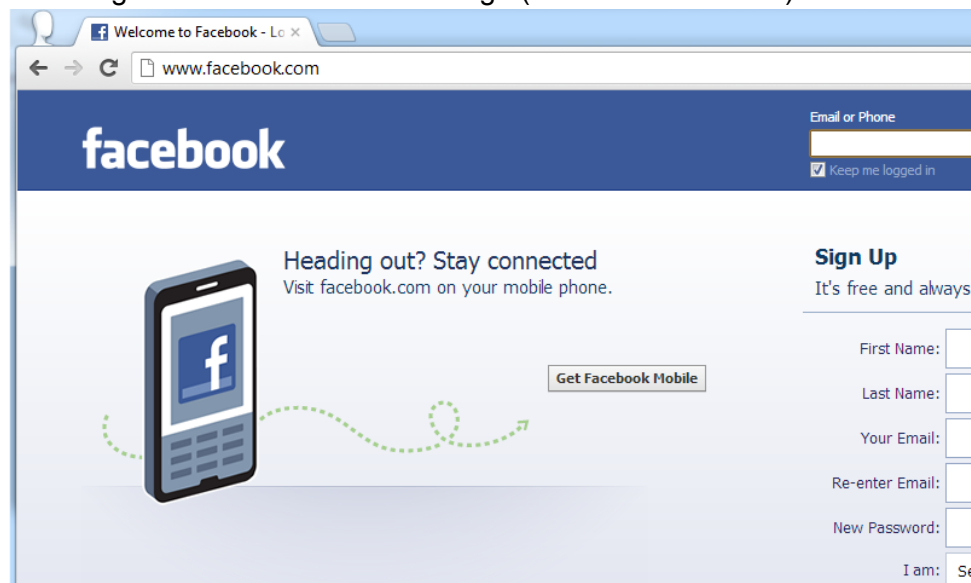 Welcome to Facebook - Lo
www.facebook.com
facebook
Email or Phone
Keep me logged in
Heading out? Stay connected
Visit facebook.com on your mobile phone.
Get Facebook Mobile
f
Sign Up
It's free and always
First Name:
Last Name:
Your Email:
Re-enter Email:
New Password:
I am: Se